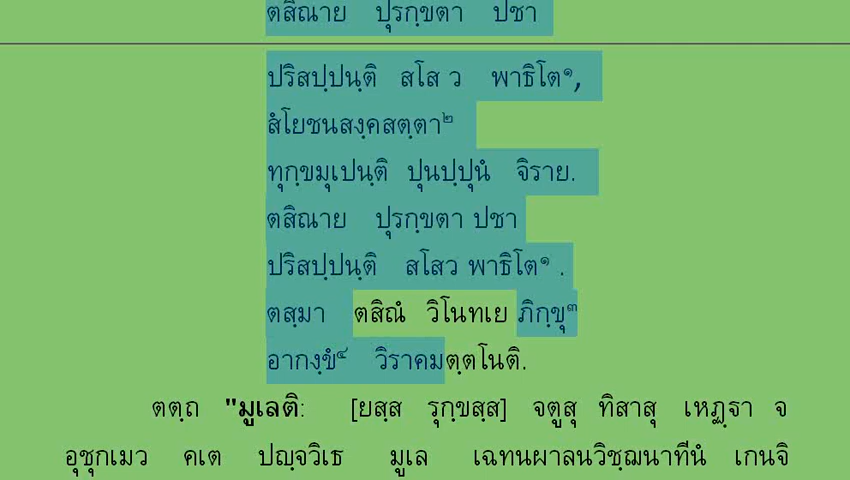 ตสิณาย ปุรกฺขตา ปชา
ปริสปฺปนฺติ สโส ว พาธิโต๑,
สํโยชนสงฺคสตฺตา๒
ทุกฺขมุเปนฺติ ปุนปฺปุนํ จิราย.
ตสิณาย ปุรกฺขตา ปชา
ปริสปฺปนฺติ สโสว พาธิโต๑ .
ตสฺมา ตสิณํ วิโนทเย ภิกฺขุ๓
อากงฺขํ๔ วิราคมตฺตโนติ.
ตตฺถ "มูเลติ: [ยสฺส รุกฺขสฺส] จตูสุ ทิสาสุ เหฏฺฐา จ
อุชุกเมว คเต ปญฺจวิเธ มูเล เฉทนผาลนวิชฺฌนาทีนํ เกนจิ